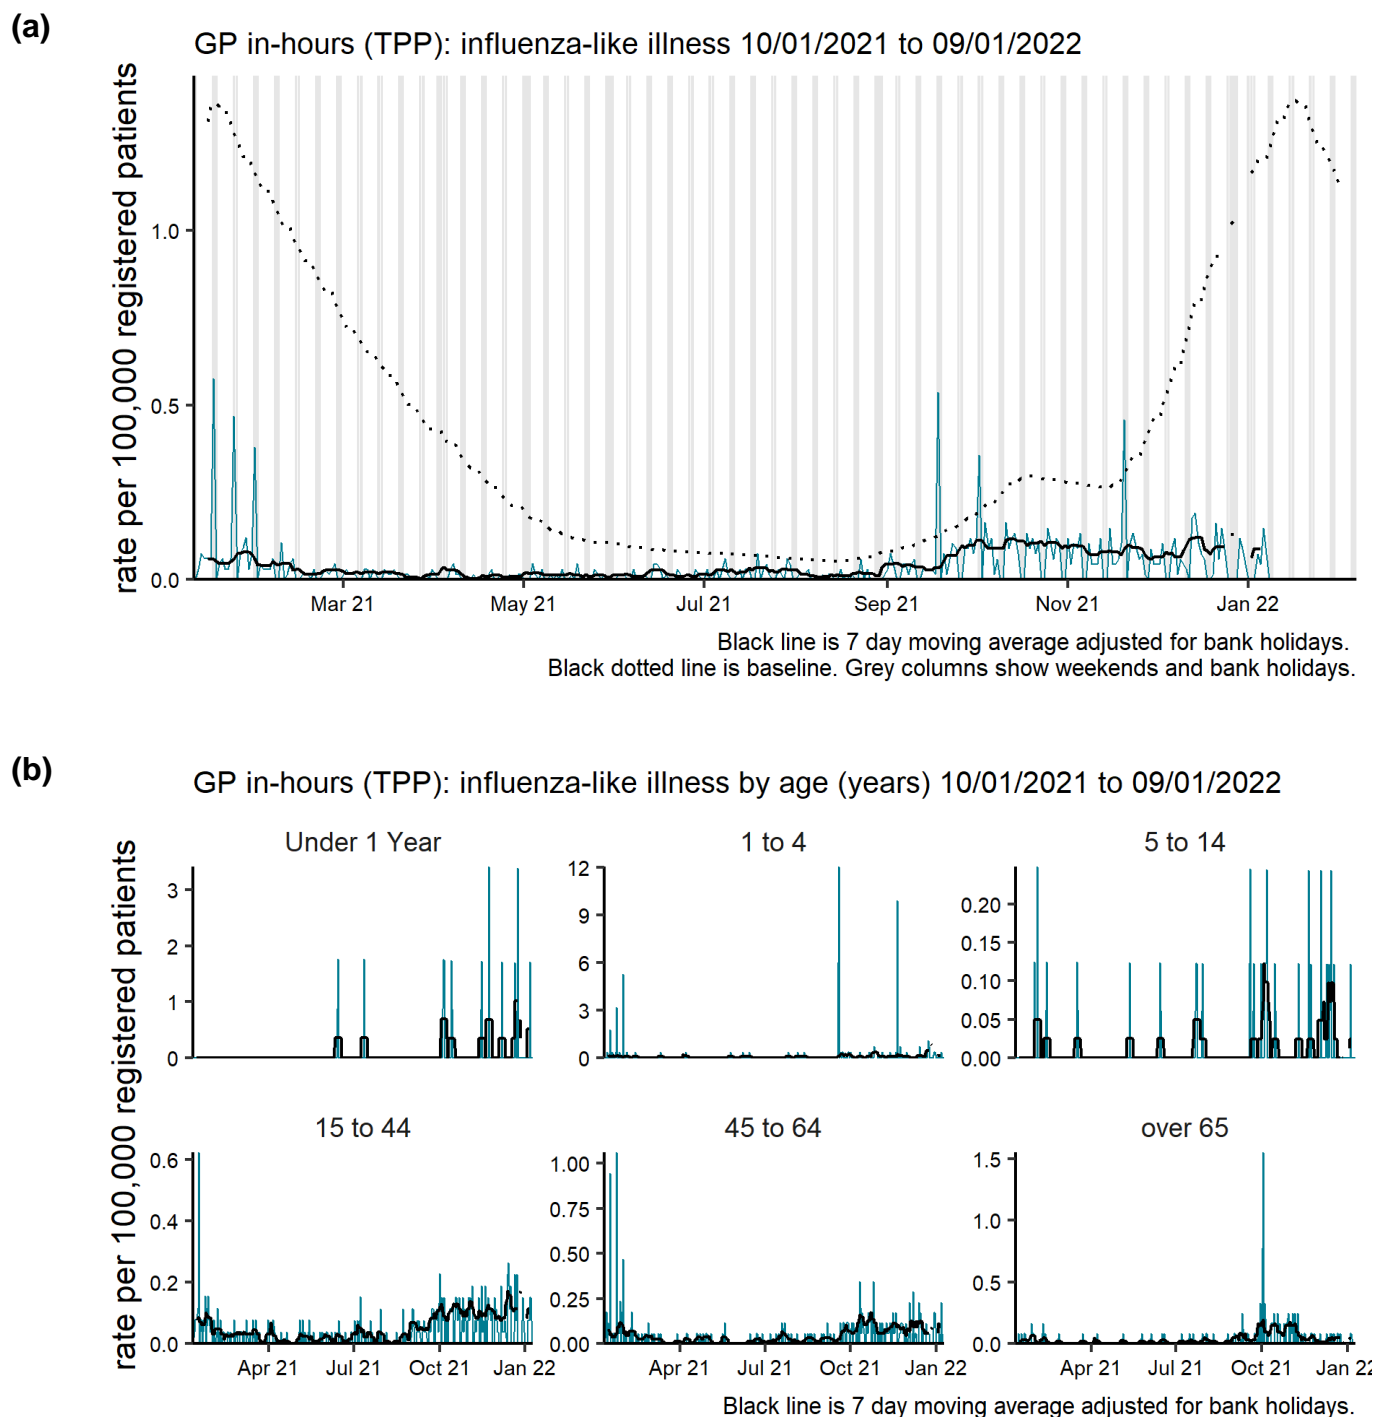 (a)
GP in-hours (TPP): influenza-like illness 10/01/2021 to 09/01/2022
rate per 100,000 registered patients
1.0
0.5
0.0
Mar 21 May 21 Jul 21 Sep 21 Nov 21 Jan 22
Black line is 7 day moving average adjusted for bank holidays.
Black dotted line is baseline. Grey columns show weekends and bank holidays.
(b)
GP in-hours (TPP): influenza-like illness by age (years) 10/01/2021 to 09/01/2022
rate per 100,000 registered patients
Under 1 Year
3
2
1
0
1 to 4
12
9
6
3
0
5 to 14
0.20
0.15
0.10
0.05
0.00
15 to 44
0.6
0.4
0.2
0.0
Apr 21 Jul 21 Oct 21 Jan 22
45 to 64
1.00
0.75
0.50
0.25
0.00
Apr 21 Jul 21 Oct 21 Jan 22
over 65
1.5
1.0
0.5
0.0
Apr 21 Jul 21 Oct 21 Jan 22
Black line is 7 day moving average adjusted for bank holidays.